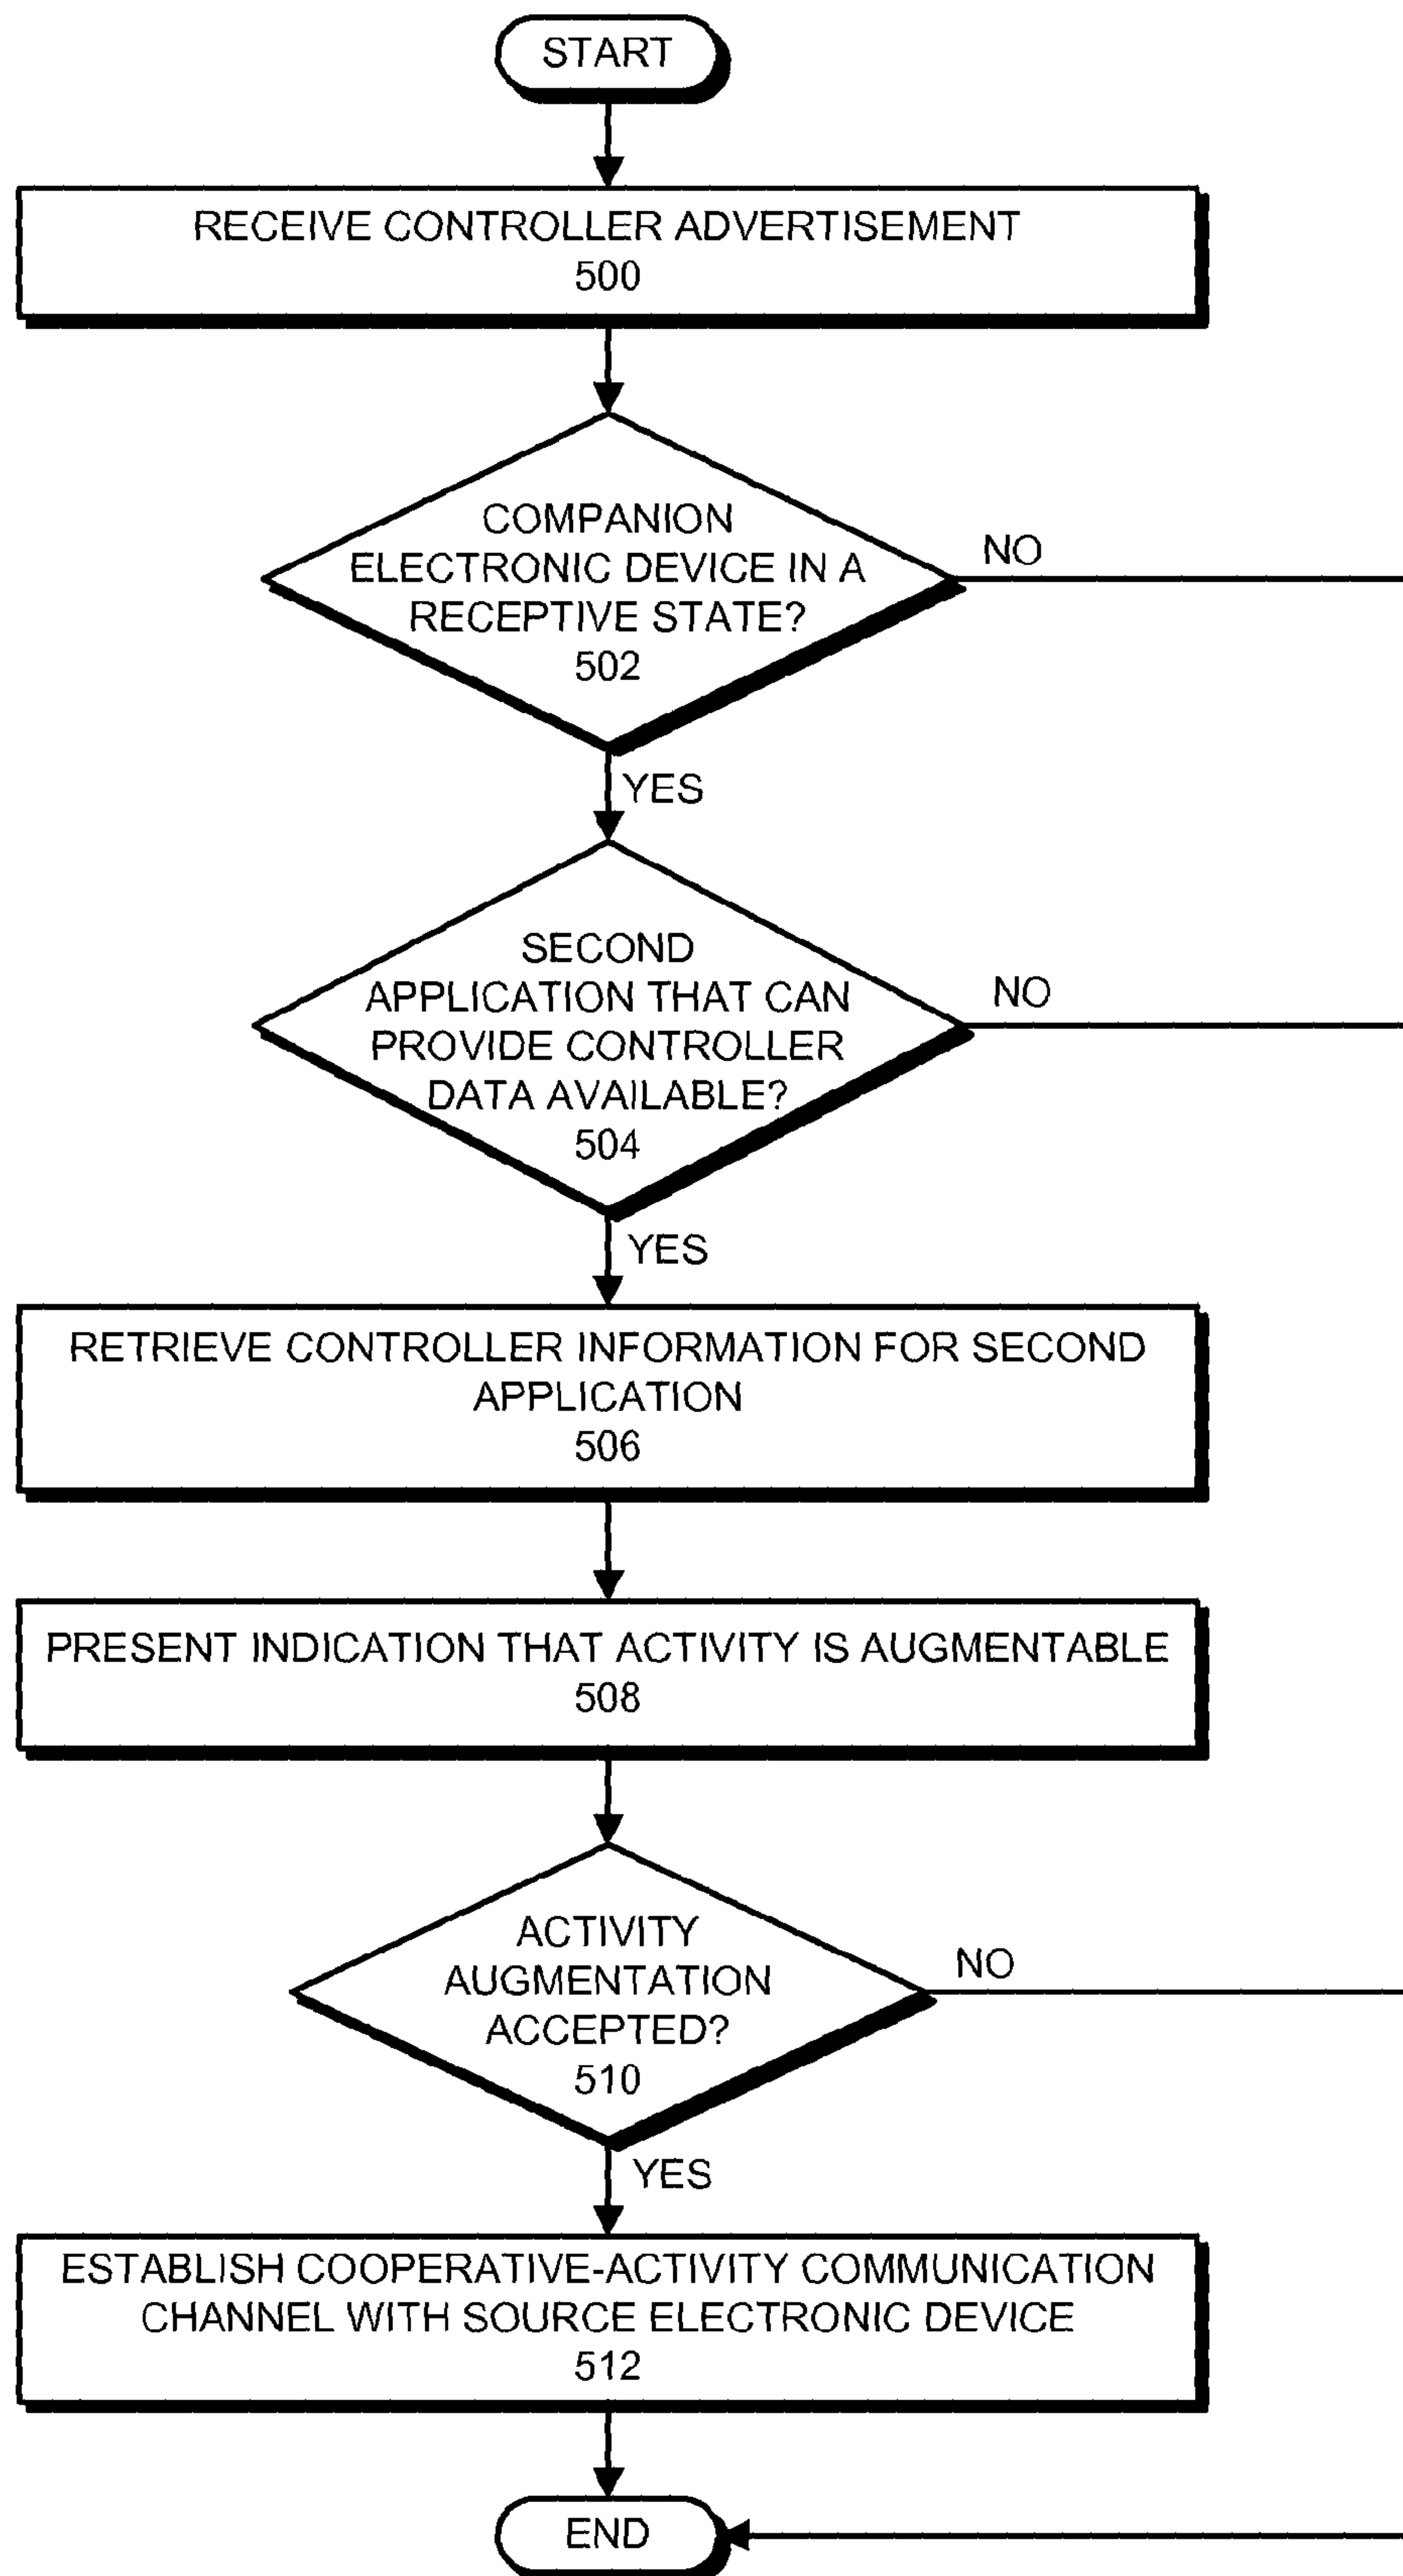 START
RECEIVE CONTROLLER ADVERTISEMENT
500
COMPANION
ELECTRONIC DEVICE IN A
RECEPTIVE STATE?
502
NO
YES
SECOND
APPLICATION THAT CAN
PROVIDE CONTROLLER
DATA AVAILABLE?
504
NO
YES
RETRIEVE CONTROLLER INFORMATION FOR SECOND
APPLICATION
506
PRESENT INDICATION THAT ACTIVITY IS AUGMENTABLE
508
ACTIVITY
AUGMENTATION
ACCEPTED?
510
NO
YES
ESTABLISH COOPERATIVE-ACTIVITY COMMUNICATION
CHANNEL WITH SOURCE ELECTRONIC DEVICE
512
END